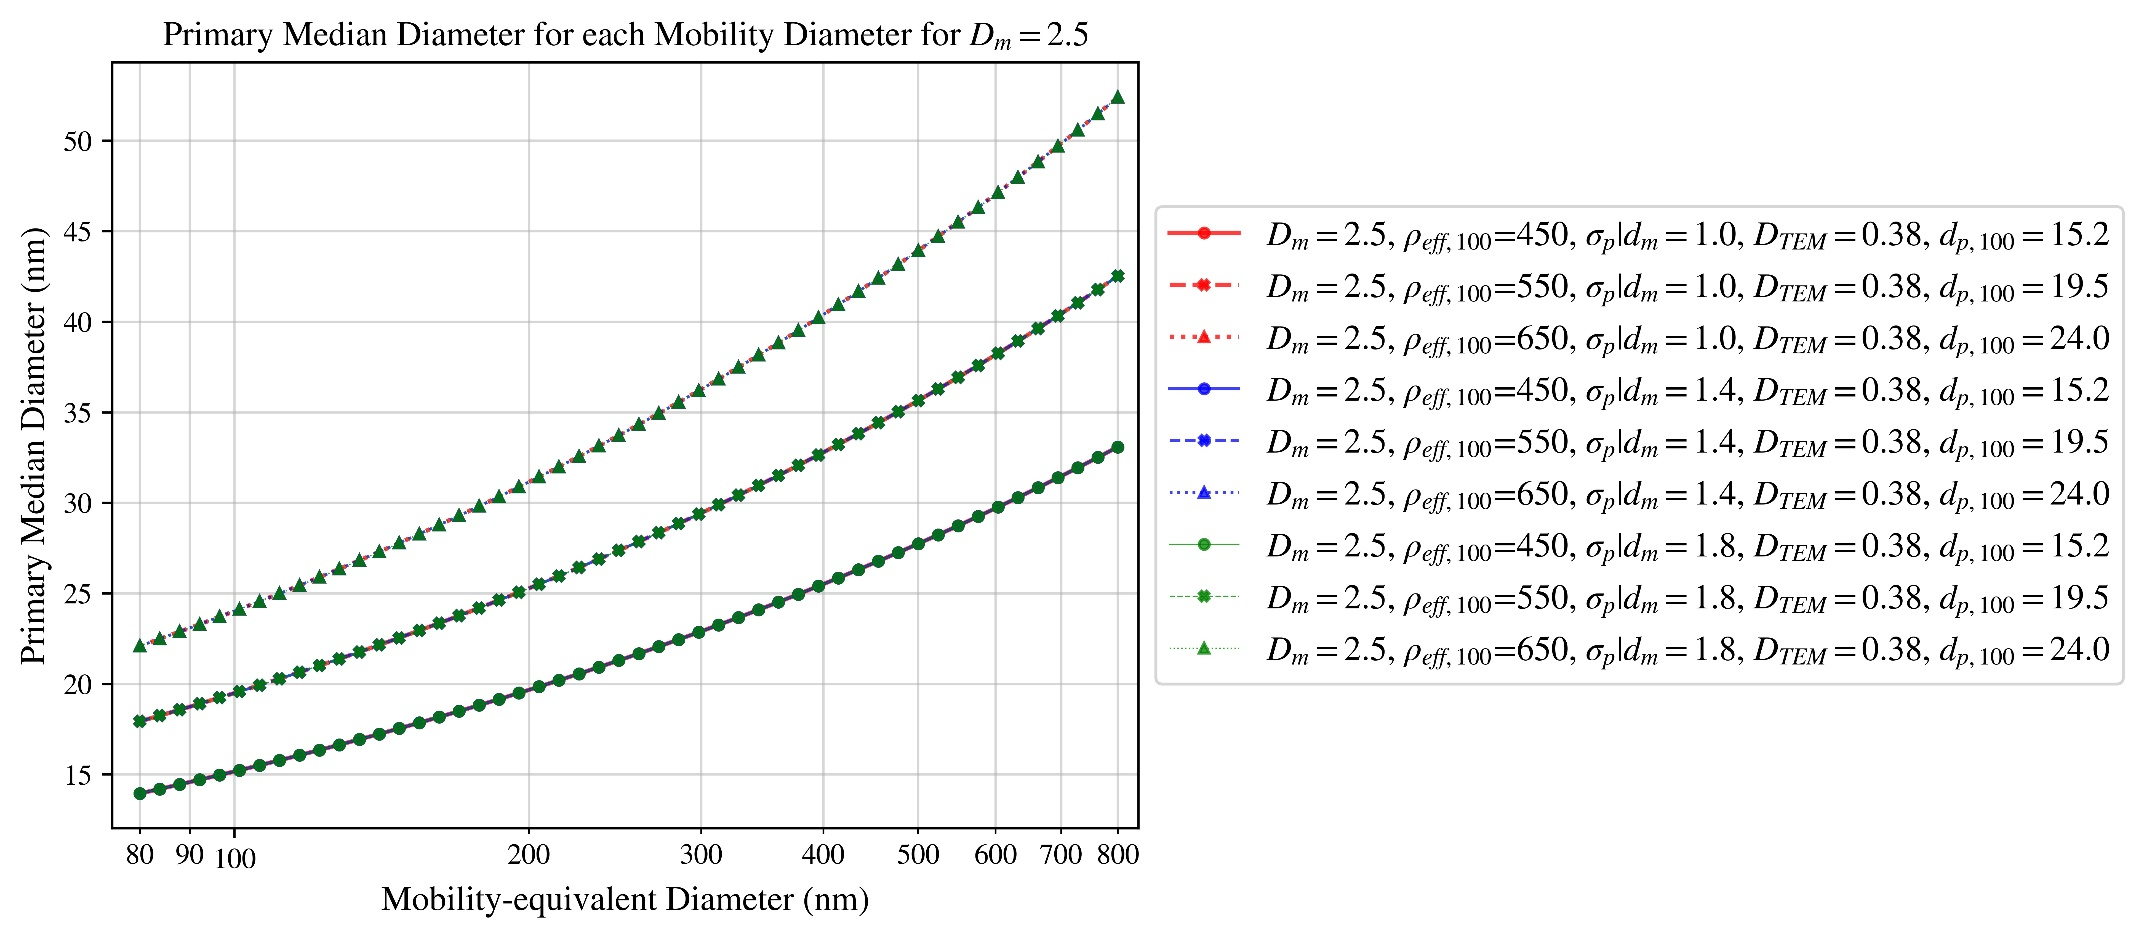 Primary Median Diameter for each Mobility Diameter for Dₘ = 2.5
Primary Median Diameter (nm)
50
45
40
35
30
25
20
15
80 90 100 200 300 400 500 600 700 800
Mobility-equivalent Diameter (nm)
D_m = 2.5, ρ_eff,100=450, σ_p|d_m = 1.0, D_TEM = 0.38, d_p,100 = 15.2
D_m = 2.5, ρ_eff,100=550, σ_p|d_m = 1.0, D_TEM = 0.38, d_p,100 = 19.5
D_m = 2.5, ρ_eff,100=650, σ_p|d_m = 1.0, D_TEM = 0.38, d_p,100 = 24.0
D_m = 2.5, ρ_eff,100=450, σ_p|d_m = 1.4, D_TEM = 0.38, d_p,100 = 15.2
D_m = 2.5, ρ_eff,100=550, σ_p|d_m = 1.4, D_TEM = 0.38, d_p,100 = 19.5
D_m = 2.5, ρ_eff,100=650, σ_p|d_m = 1.4, D_TEM = 0.38, d_p,100 = 24.0
D_m = 2.5, ρ_eff,100=450, σ_p|d_m = 1.8, D_TEM = 0.38, d_p,100 = 15.2
D_m = 2.5, ρ_eff,100=550, σ_p|d_m = 1.8, D_TEM = 0.38, d_p,100 = 19.5
D_m = 2.5, ρ_eff,100=650, σ_p|d_m = 1.8, D_TEM = 0.38, d_p,100 = 24.0